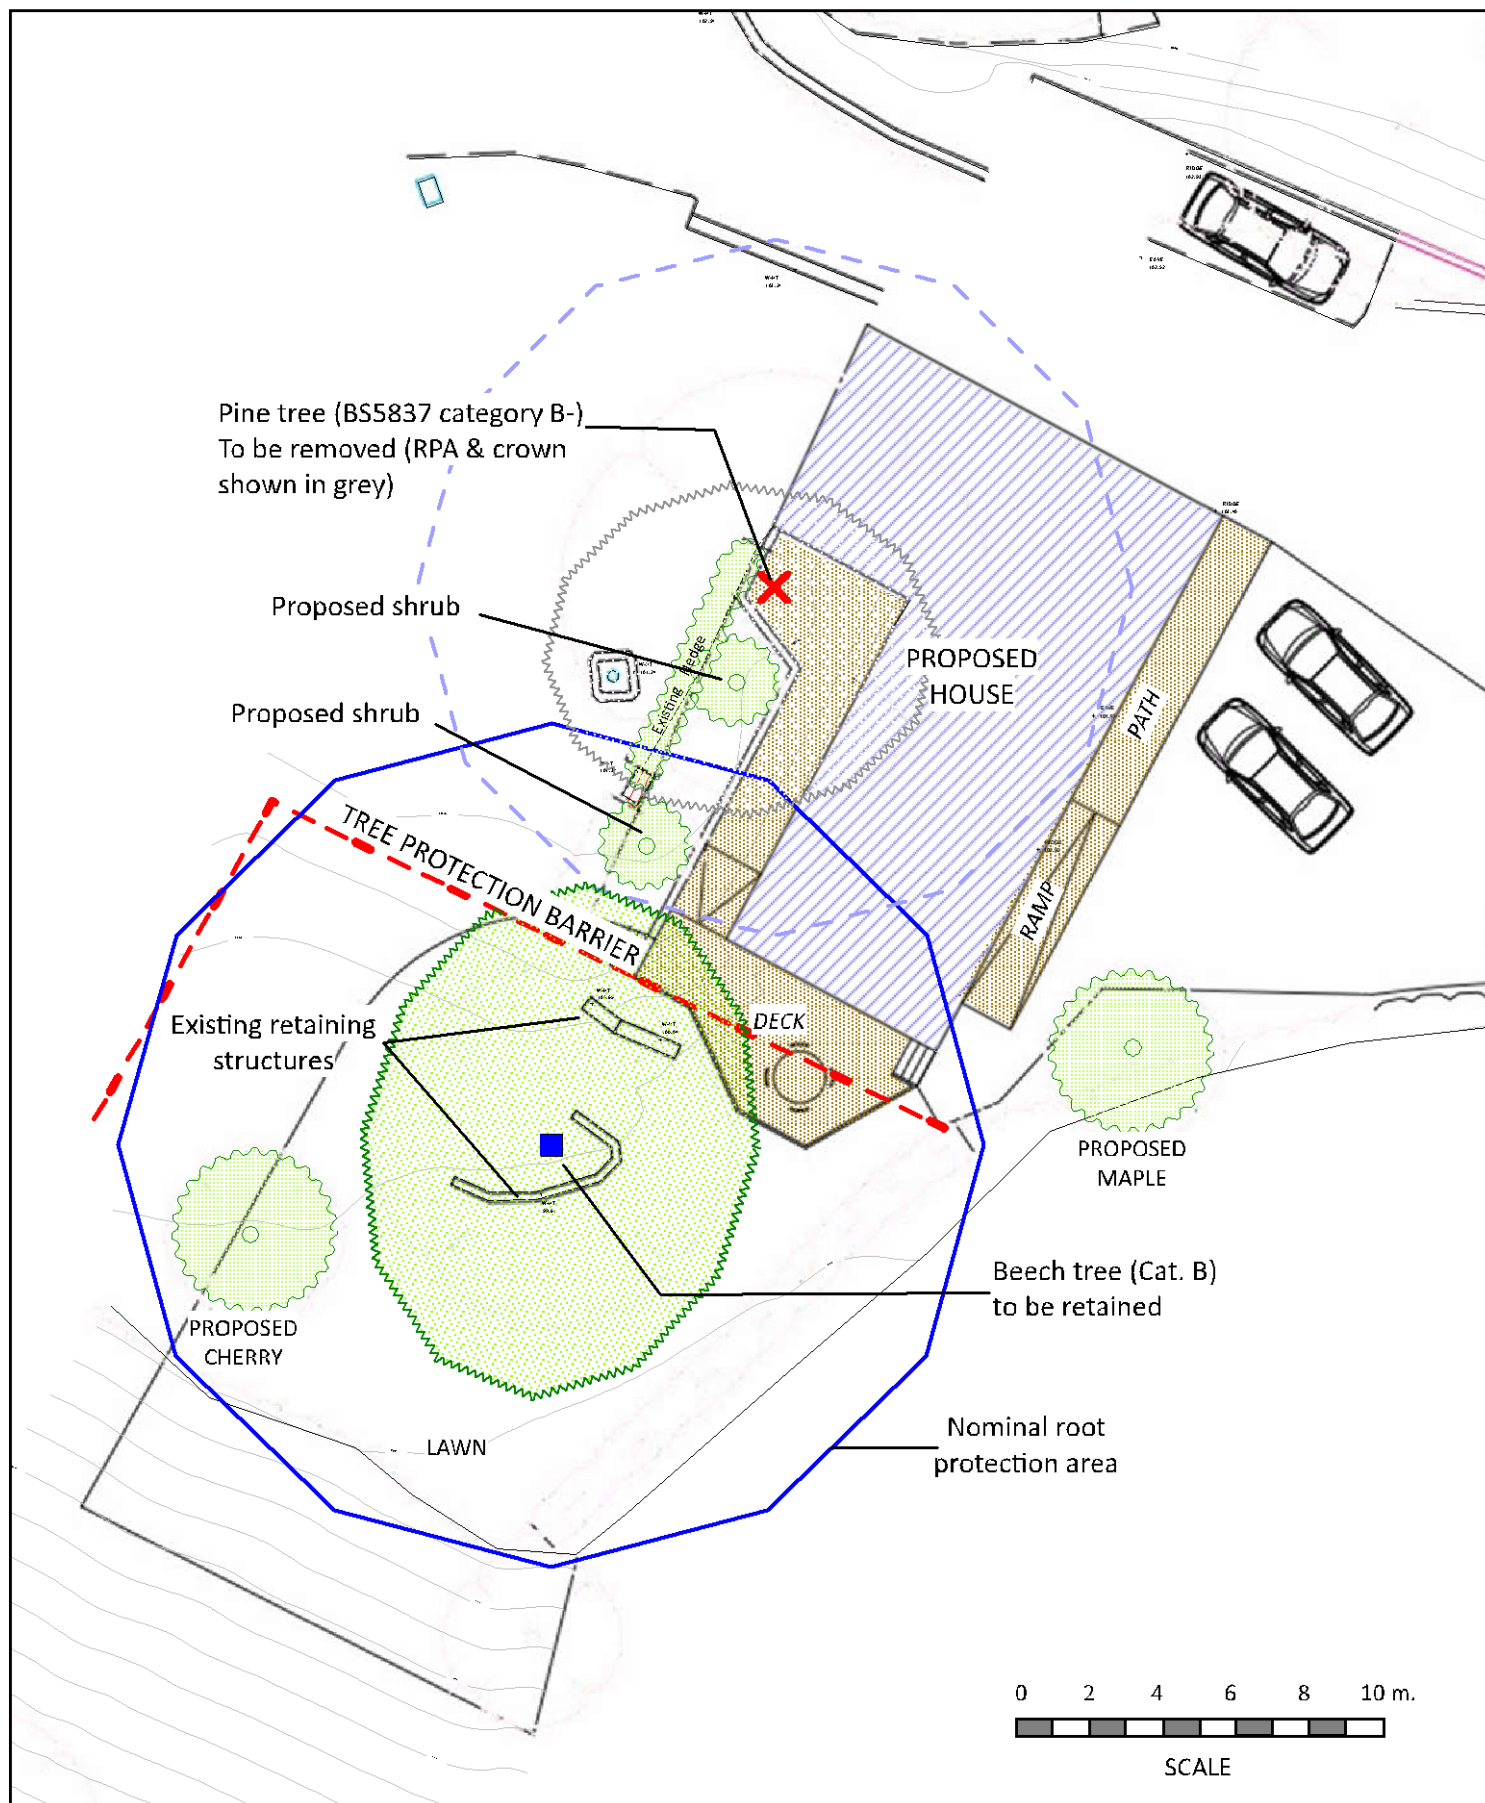 Pine tree (BS5837 category B-)
To be removed (RPA & crown
shown in grey)
Proposed shrub
Existing hedge
PROPOSED
HOUSE
PATH
Proposed shrub
TREE PROTECTION BARRIER
RAMP
Existing retaining
structures
DECK
PROPOSED
MAPLE
Beech tree (Cat. B)
to be retained
PROPOSED
CHERRY
Nominal root
protection area
LAWN
0 2 4 6 8 10 m.
SCALE